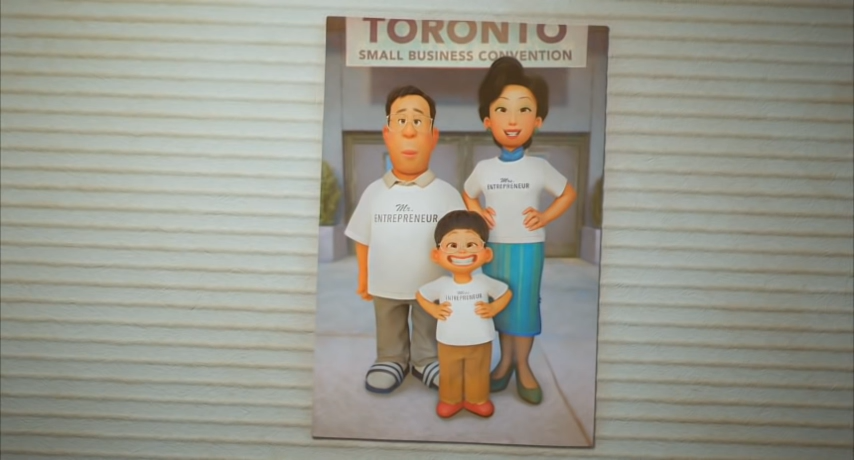 TORONTO
SMALL BUSINESS CONVENTION
Mr.
ENTREPRENEUR
Mrs.
ENTREPRENEUR
ENTREPRENEUR